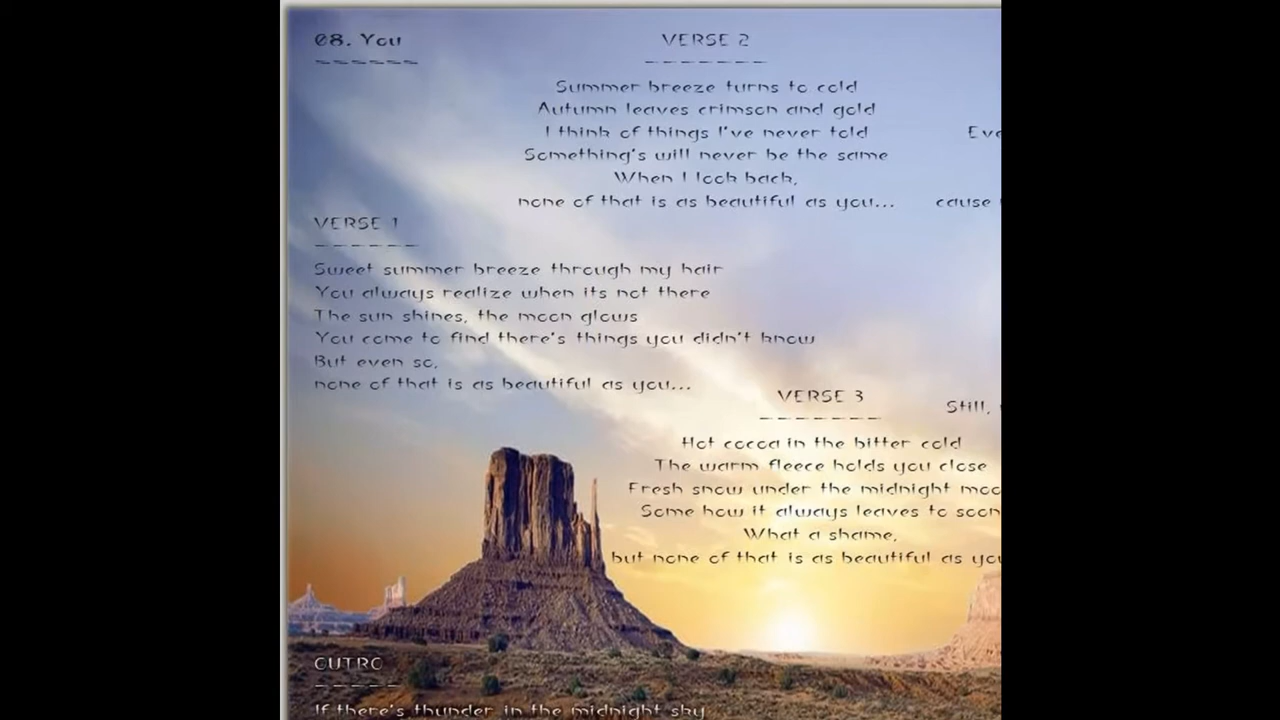 08. You
VERSE 1
Sweet summer breeze through my hair
You always realize when its not there
The sun shines, the moon glows
You come to find there's things you didn't know
But even so,
none of that is as beautiful as you...
VERSE 2
Summer breeze turns to cold
Autumn leaves crimson and gold
I think of things I've never told
Something's will never be the same
When I look back,
none of that is as beautiful as you...
cause
Still,
VERSE 3
Hot cocoa in the bitter cold
The warm fleece holds you close
Fresh snow under the midnight
Some how it always leaves to soon
What a shame,
but none of that is as beautiful as
OUTRO
If there's thunder in the midnight sky